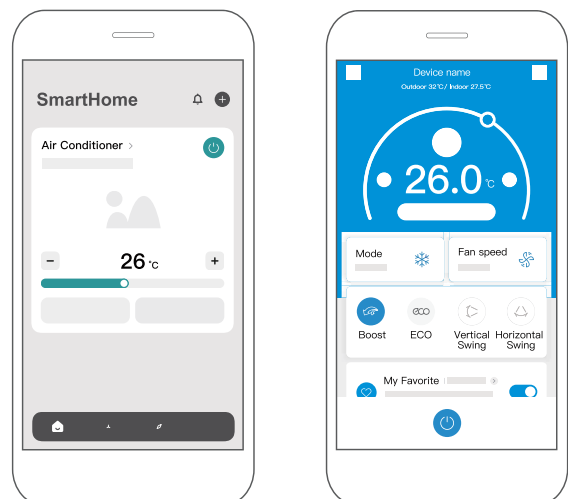 SmartHome
Air Conditioner >
- 26 °C +
Device name
Outdoor 32℃/ Indoor 27.5℃
26.0 ℃
Mode
Fan speed
Boost
eco
ECO
Vertical
Swing
Horizontal
Swing
My Favorite